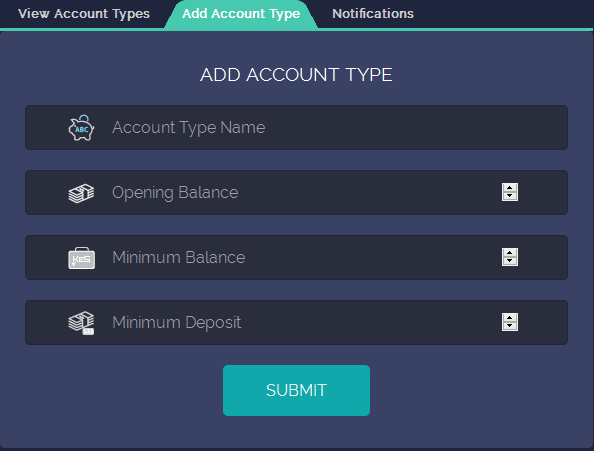 View Account Types Add Account Type Notifications
ADD ACCOUNT TYPE
ABC Account Type Name
Opening Balance
KES Minimum Balance
Minimum Deposit
SUBMIT